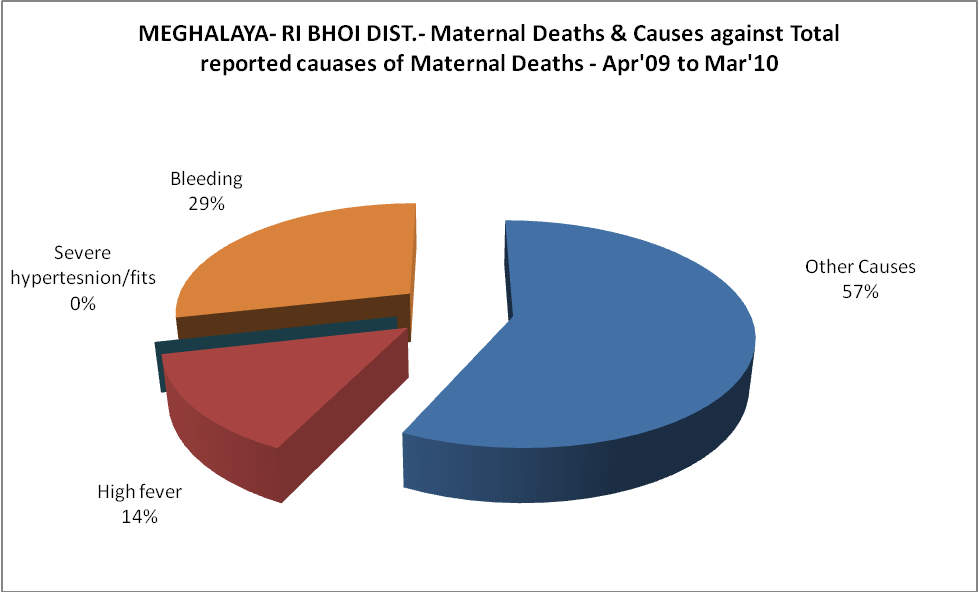 MEGHALAYA- RI BHOI DIST.- Maternal Deaths & Causes against Total
reported cauases of Maternal Deaths - Apr'09 to Mar'10
Bleeding
29%
Severe
hypertesnion/fits
0%
Other Causes
57%
High fever
14%